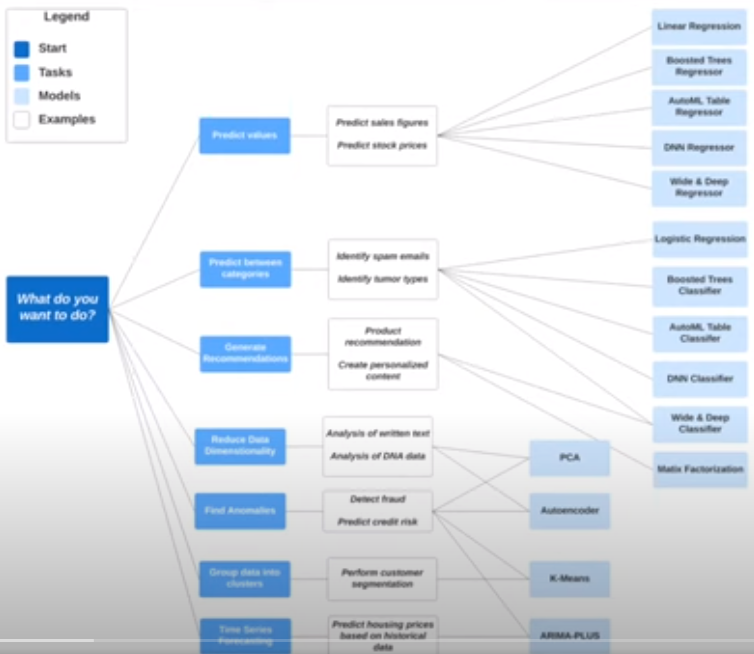 Legend
Start
Tasks
Models
Examples
What do you
want to do?
Predict values
Predict sales figures
Predict stock prices
Linear Regression
Boosted Trees
Regressor
AutoML Table
Regressor
DNN Regressor
Wide & Deep
Regressor
Predict between
categories
Identify spam emails
Identify tumor types
Logistic Regression
Boosted Trees
Classifier
AutoML Table
Classifer
DNN Classifier
Wide & Deep
Classifier
Generate
Recommendations
Product
recommendation
Create personalized
content
Matix Factorization
Reduce Data
Dimenstionality
Analysis of written text
Analysis of DNA data
PCA
Find Anomalies
Detect fraud
Predict credit risk
Autoencoder
Group data into
clusters
Perform customer
segmentation
K-Means
Time Series
Forecasting
Predict housing prices
based on historical
data
ARIMA-PLUS